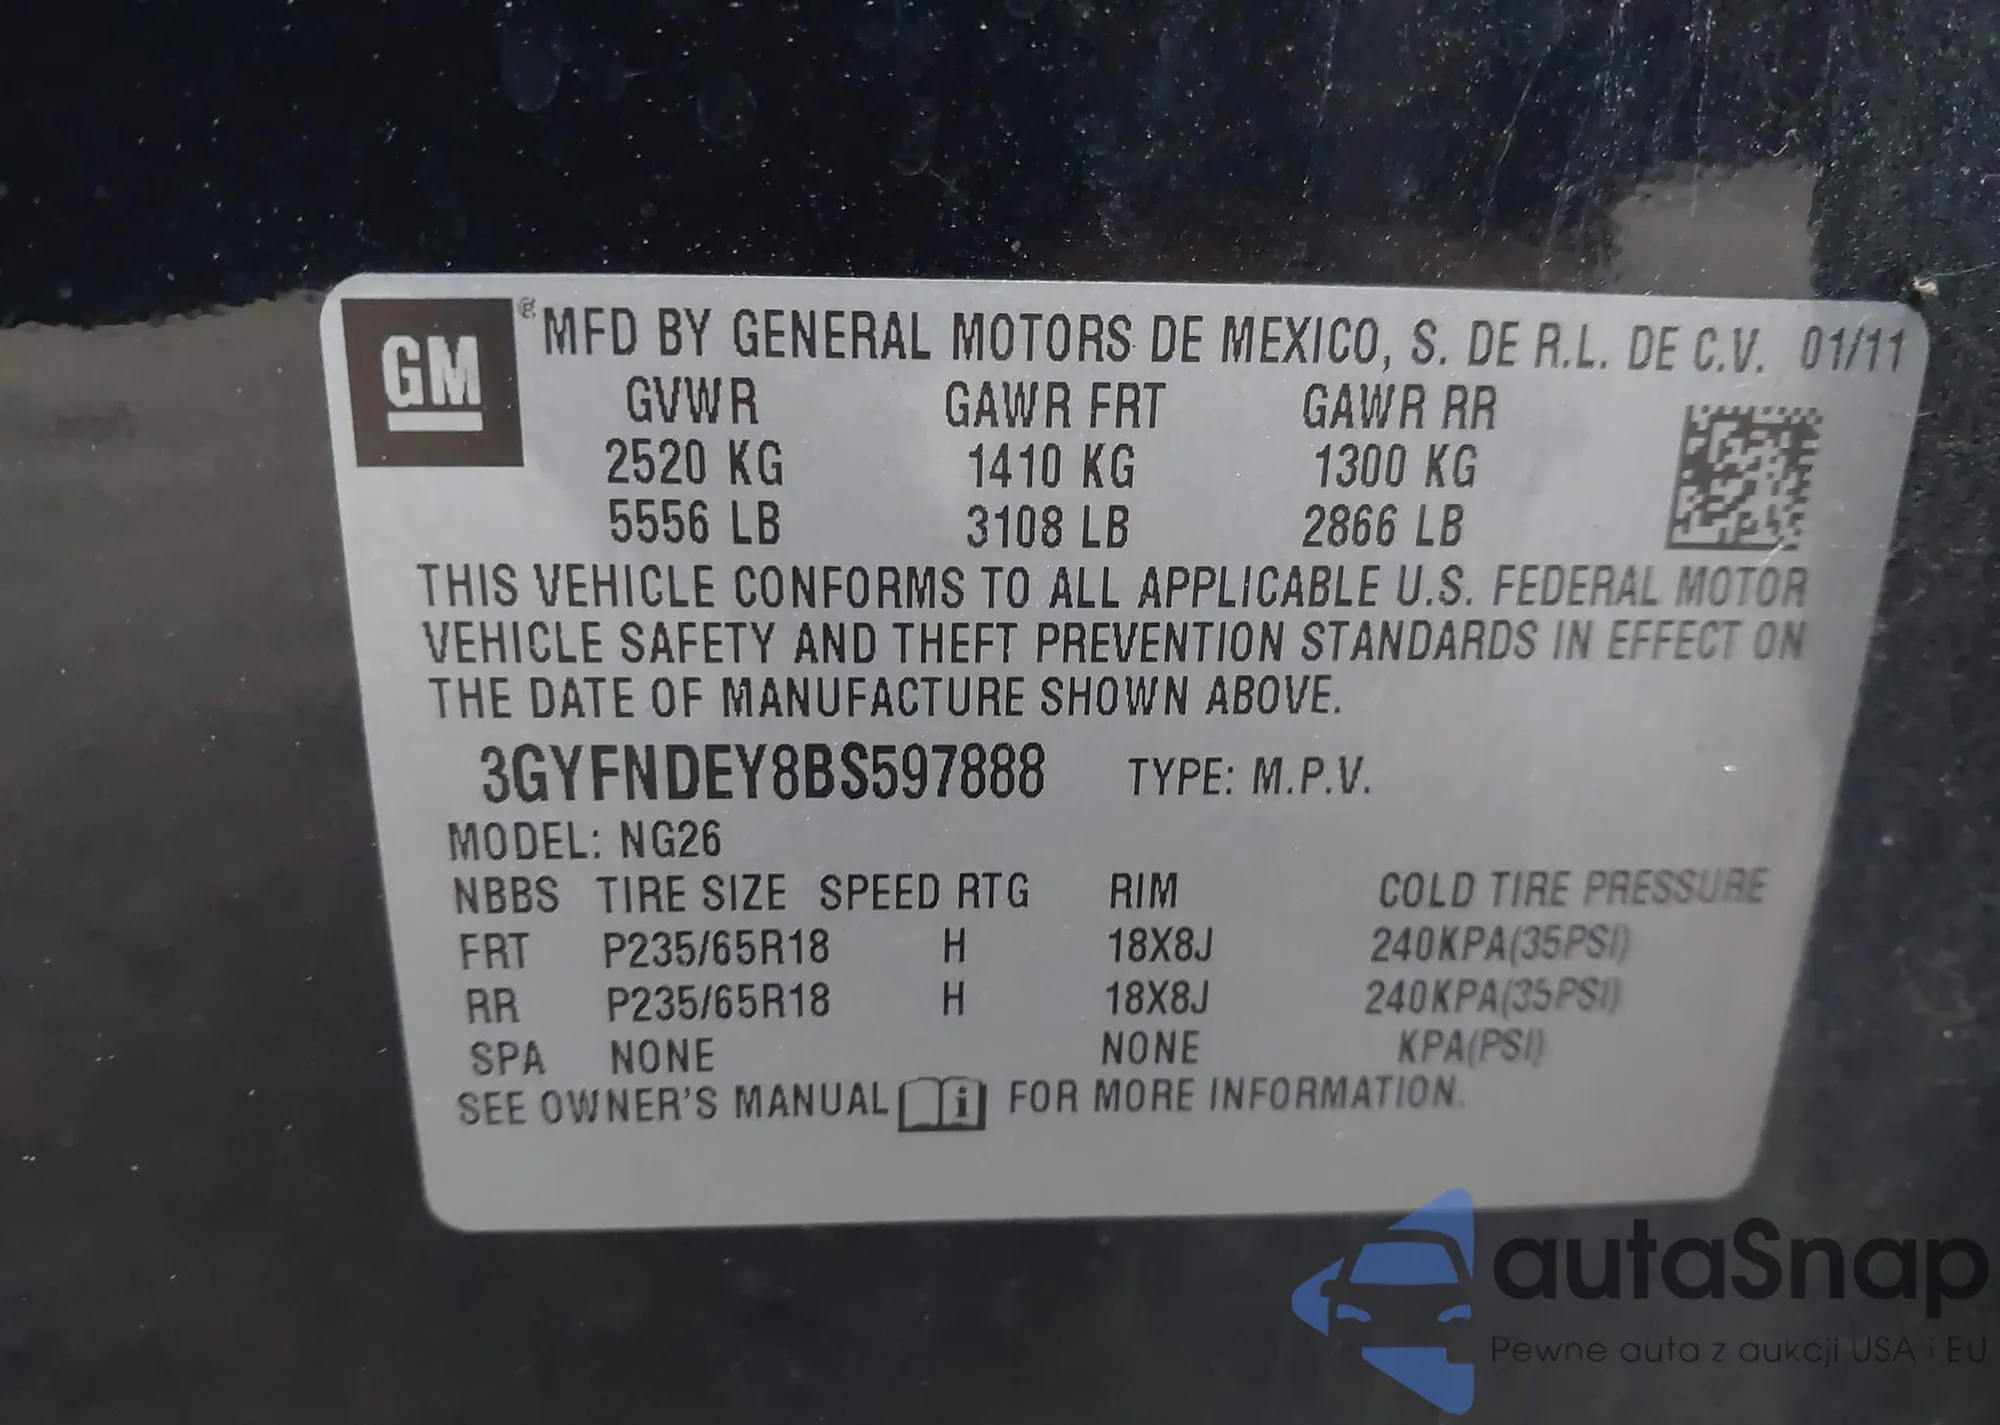 GM ® MFD BY GENERAL MOTORS DE MEXICO, S. DE R.L. DE C.V. 01/11
GVWR GAWR FRT GAWR RR
2520 KG 1410 KG 1300 KG
5556 LB 3108 LB 2866 LB
THIS VEHICLE CONFORMS TO ALL APPLICABLE U.S. FEDERAL MOTOR
VEHICLE SAFETY AND THEFT PREVENTION STANDARDS IN EFFECT ON
THE DATE OF MANUFACTURE SHOWN ABOVE.
3GYFNDEY8BS597888 TYPE: M.P.V.
MODEL: NG26
NBBS TIRE SIZE SPEED RTG RIM COLD TIRE PRESSURE
FRT P235/65R18 H 18X8J 240KPA(35PSI)
RR P235/65R18 H 18X8J 240KPA(35PSI)
SPA NONE NONE KPA(PSI)
SEE OWNER'S MANUAL i FOR MORE INFORMATION.
autaSnap
Pewne auta z aukcji USA i EU